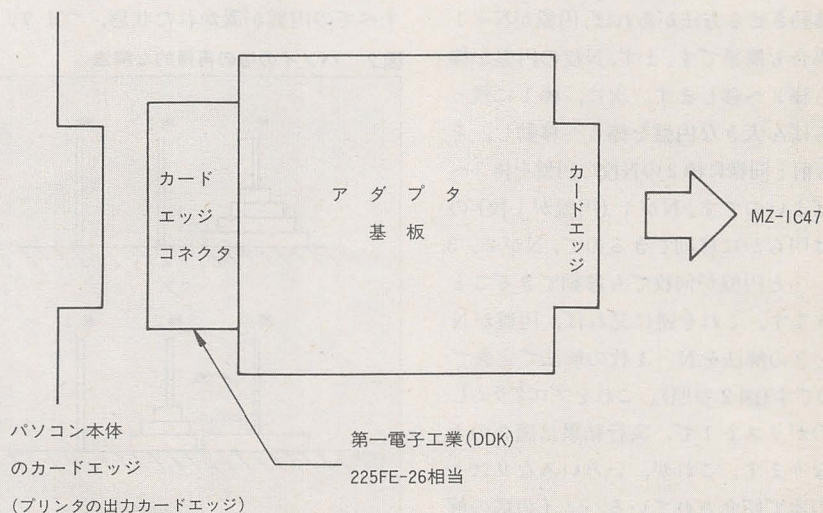 カード
エッジ
コネクタ
アダプタ
基板
カードエッジ
MZ-1C47
パソコン本体
のカードエッジ
(プリンタの出力カードエッジ)
第一電子工業(DDK)
225FE-26相当